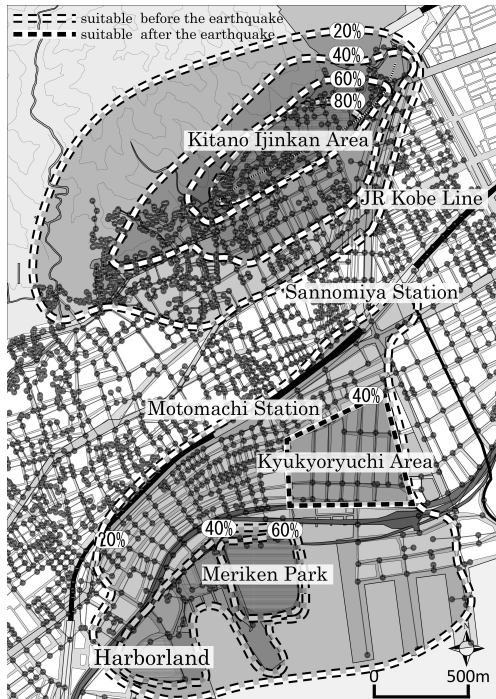 suitable before the earthquake
suitable after the earthquake
20%
40%
60%
80%
Kitano Ijinkan Area
JR Kobe Line
Sannomiya Station
40%
Motomachi Station
Kyukyoryuchi Area
40% 60%
20%
Meriken Park
Harborland
0 500m